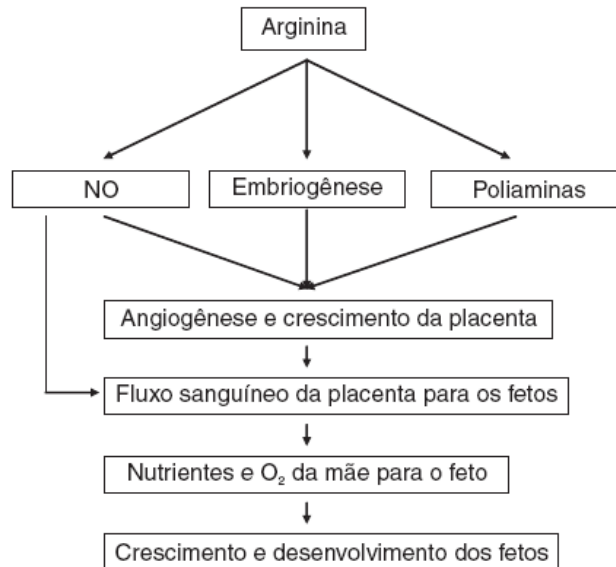 Arginina
NO
Embriogênese
Poliaminas
Angiogênese e crescimento da placenta
Fluxo sanguíneo da placenta para os fetos
Nutrientes e O₂ da mãe para o feto
Crescimento e desenvolvimento dos fetos